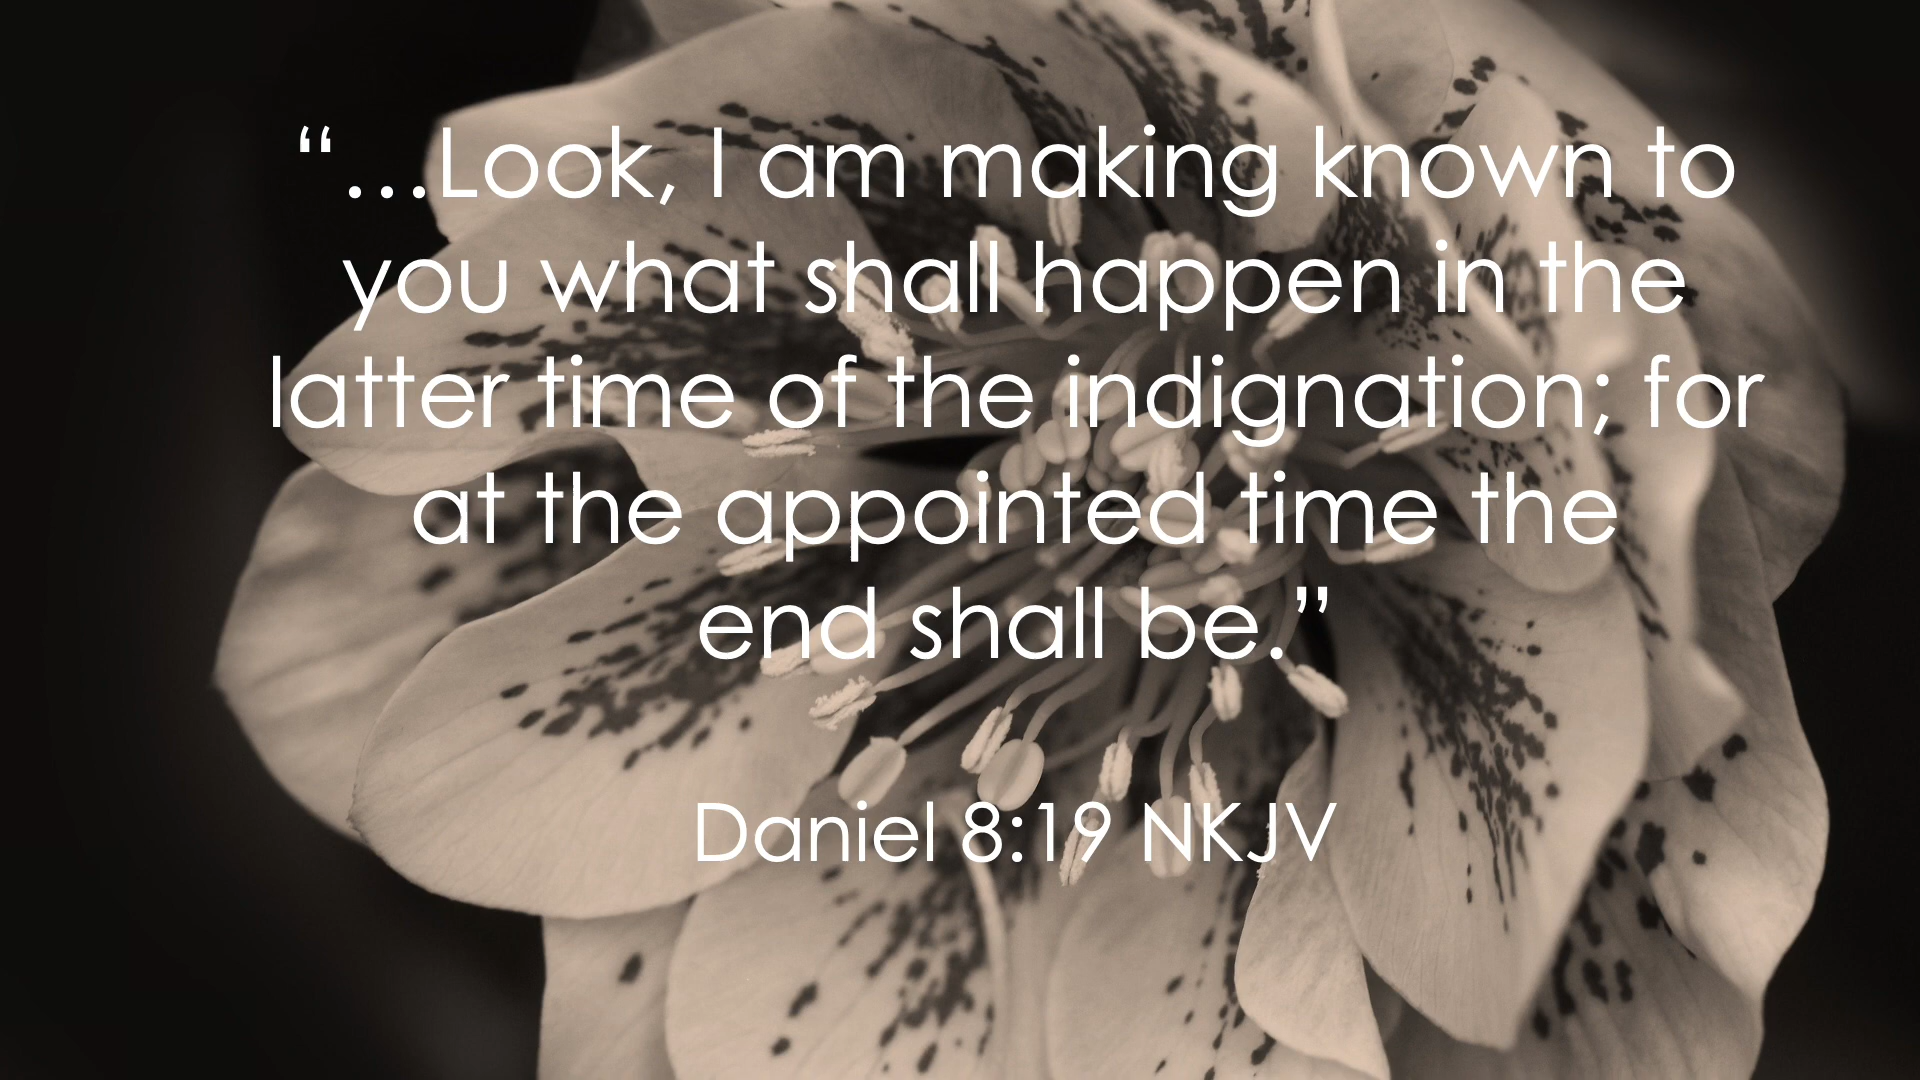 “…Look, I am making known to
you what shall happen in the
latter time of the indignation; for
at the appointed time the
end shall be.”
Daniel 8:19 NKJV